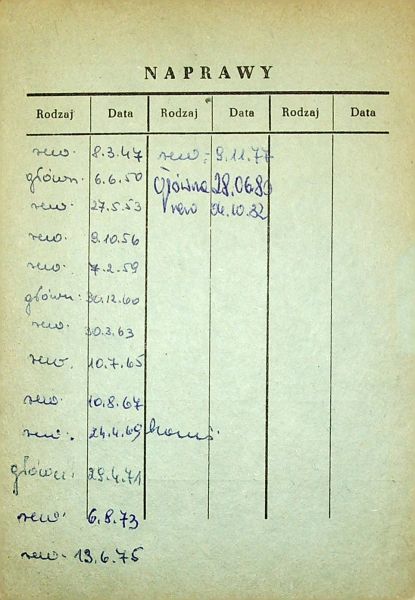 NAPRAWY
Rodzaj Data Rodzaj Data Rodzaj Data
rew. 8.3.47 rew. 9.11.77
główn. 6.6.50 Główna 28.06.80
rew. 27.5.53 rew 04.10.82
rew. 9.10.56
rew. 7.2.59
główn. 30.12.60
rew. 30.3.63
rew. 10.7.65
rew. 10.8.67
rew. 24.4.69
główn. 29.4.71
rew. 6.8.73
rew. 13.6.75